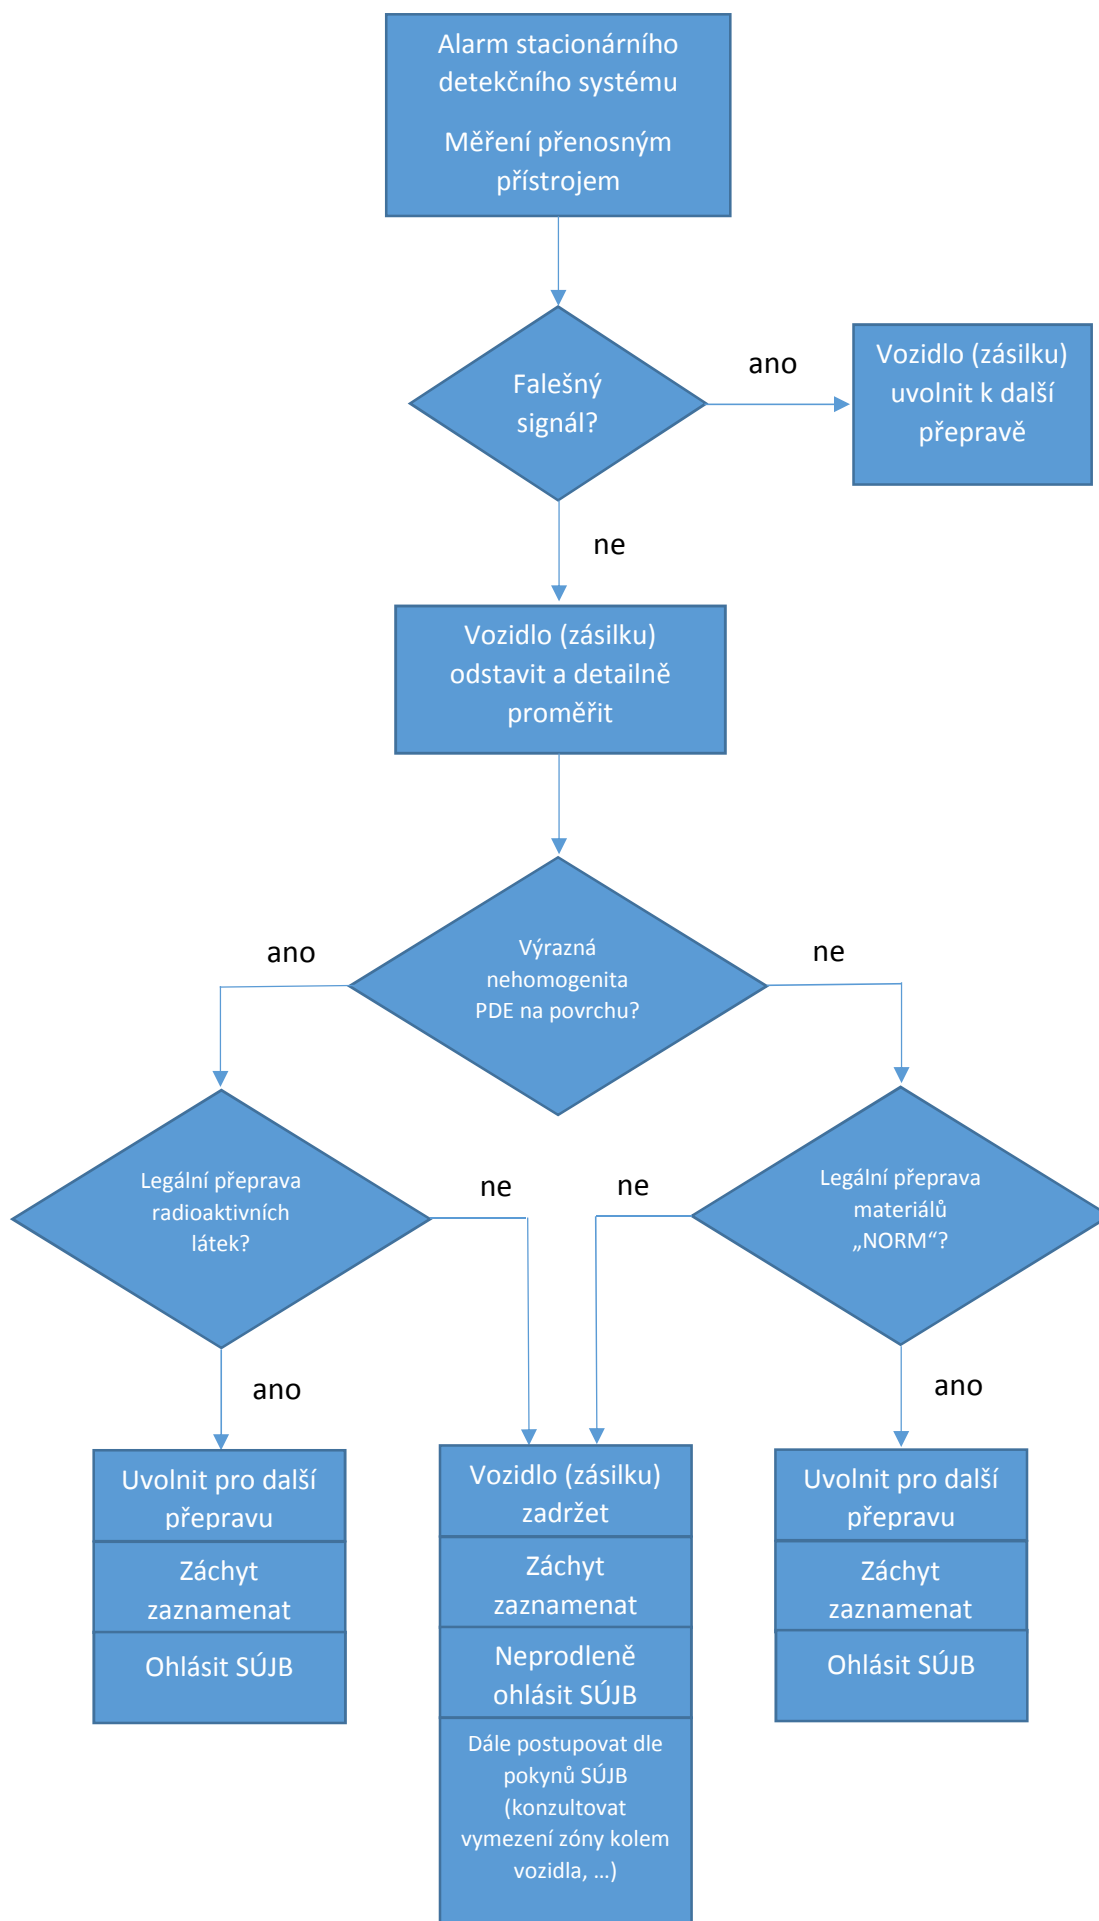 Alarm stacionárního
detekčního systému
Měření přenosným
přístrojem
Falešný
signál?
ano
Vozidlo (zásilku)
uvolnit k další
přepravě
ne
Vozidlo (zásilku)
odstavit a detailně
proměřit
Výrazná
nehomogenita
PDE na povrchu?
ano
ne
Legální přeprava
radioaktivních
látek?
ne
ne
Legální přeprava
materiálů
„NORM“?
ano
ano
Uvolnit pro další
přepravu
Záchyt
zaznamenat
Ohlásit SÚJB
Vozidlo (zásilku)
zadržet
Záchyt
zaznamenat
Neprodleně
ohlásit SÚJB
Dále postupovat dle
pokynů SÚJB
(konzultovat
vymezení zóny kolem
vozidla, …)
Uvolnit pro další
přepravu
Záchyt
zaznamenat
Ohlásit SÚJB